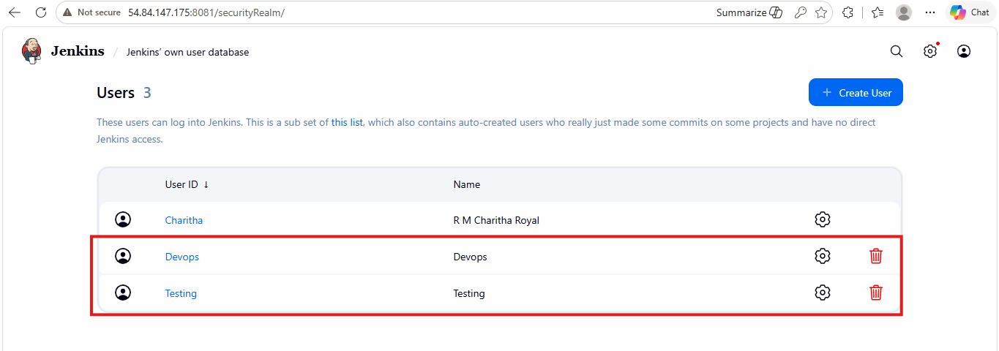 Not secure 54.84.147.175:8081/securityRealm/ Summarize Chat
Jenkins / Jenkins’ own user database
Users 3
+ Create User
These users can log into Jenkins. This is a sub set of this list, which also contains auto-created users who really just made some commits on some projects and have no direct
Jenkins access.
User ID ↓ Name
Charitha R M Charitha Royal
Devops Devops
Testing Testing